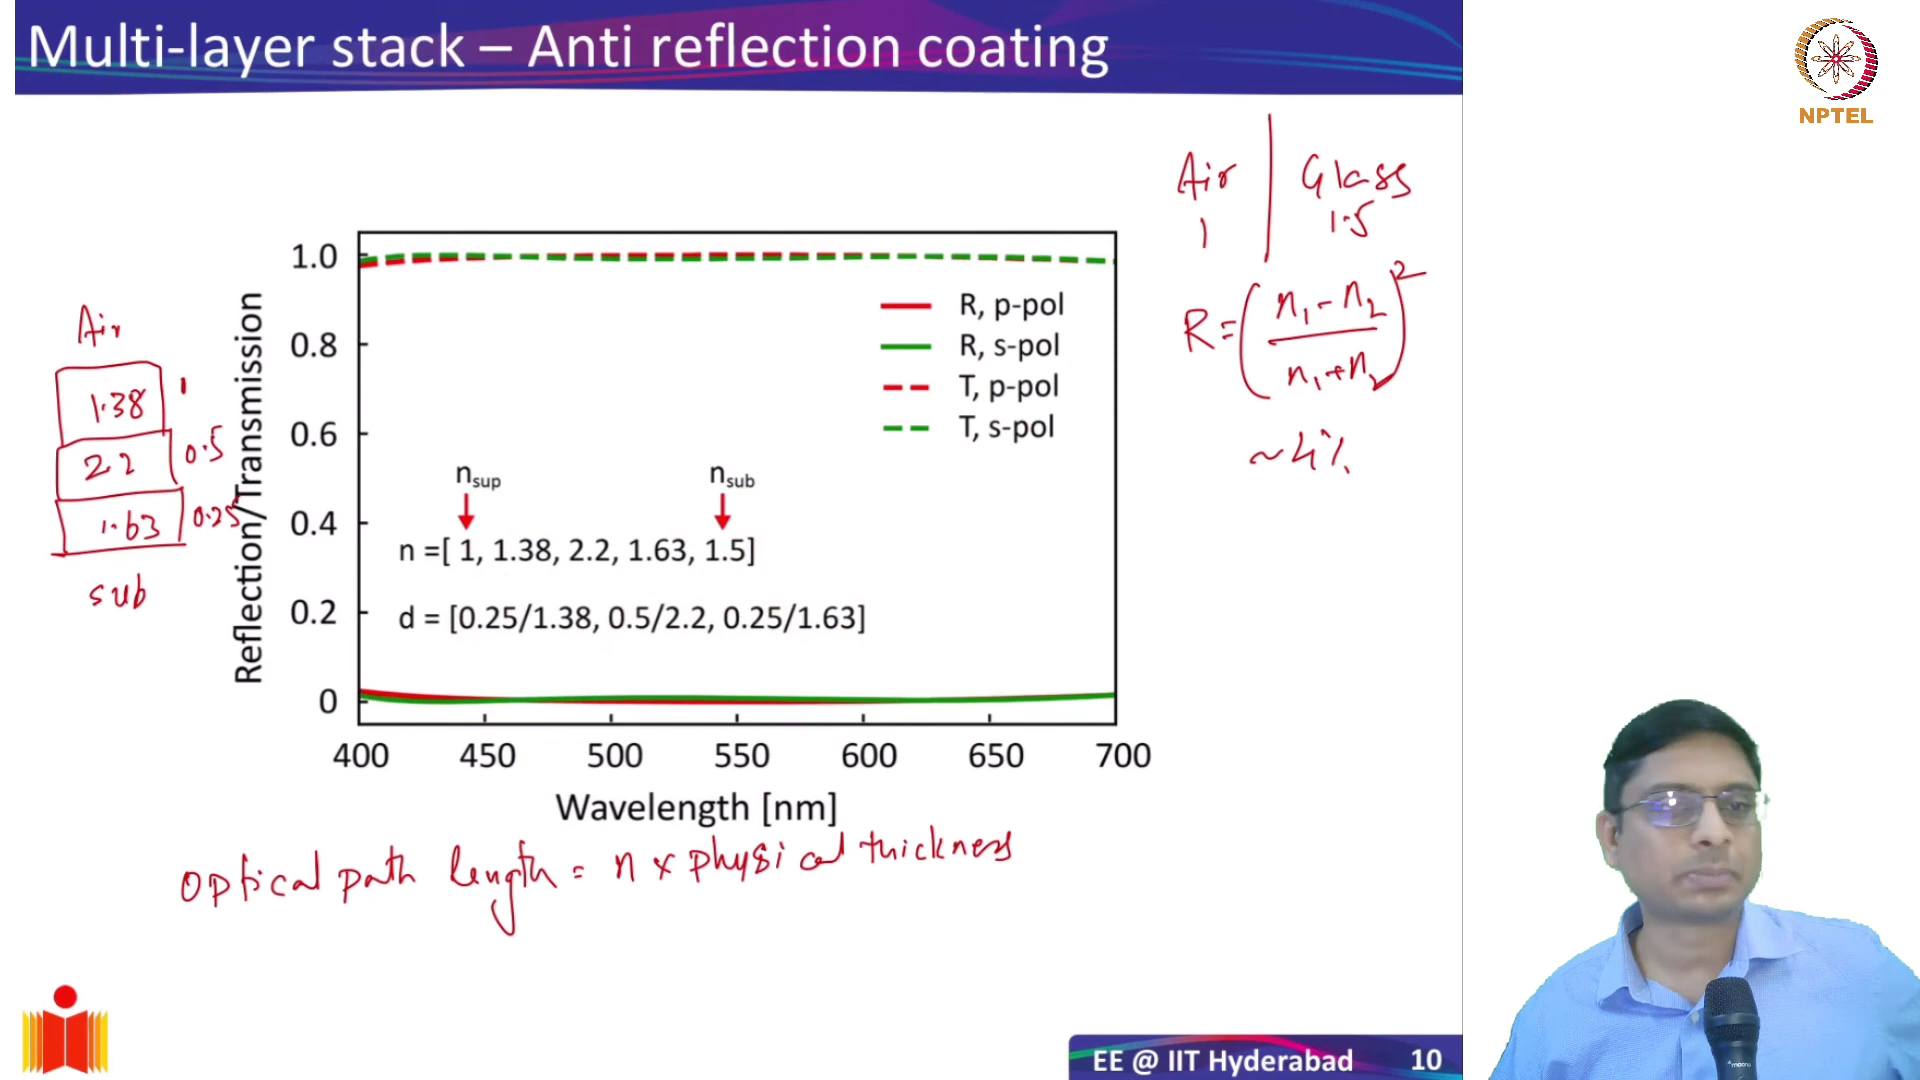 Multi-layer stack – Anti reflection coating
NPTEL
Air | Glass
1 1.5
R = (n₁ - n₂ / n₁ + n₂)²
~4%
Air
1.38 1
2.2 0.5
1.63 0.25
sub
Reflection/Transmission
1.0
0.8
0.6
0.4
0.2
0
R, p-pol
R, s-pol
T, p-pol
T, s-pol
nsup nsub
n =[ 1, 1.38, 2.2, 1.63, 1.5]
d = [0.25/1.38, 0.5/2.2, 0.25/1.63]
400 450 500 550 600 650 700
Wavelength [nm]
optical path length = n x physical thickness
EE @ IIT Hyderabad 10